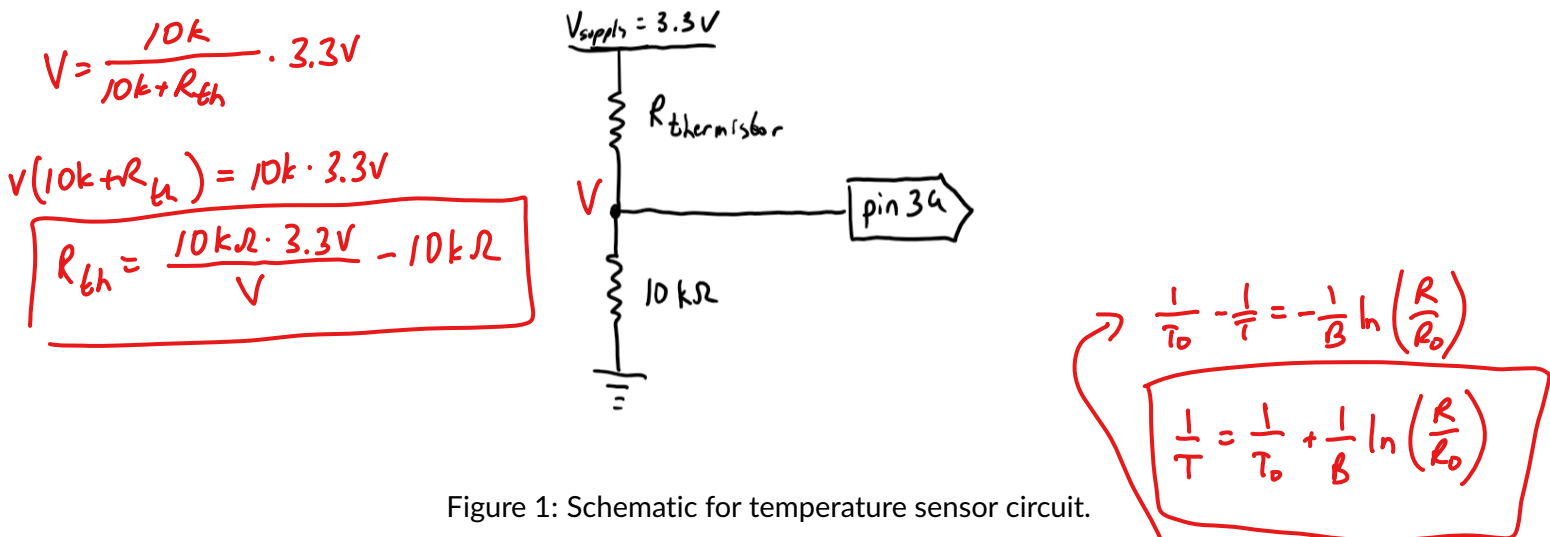 V = 10k / (10k + Rth) · 3.3V
V(10k + Rth) = 10k · 3.3V
Rth = 10kΩ · 3.3V / V - 10kΩ
Vsupply = 3.3V
Rthermistor
V
pin 34
10 kΩ
1/T0 - 1/T = - 1/B ln(R/R0)
1/T = 1/T0 + 1/B ln(R/R0)
Figure 1: Schematic for temperature sensor circuit.